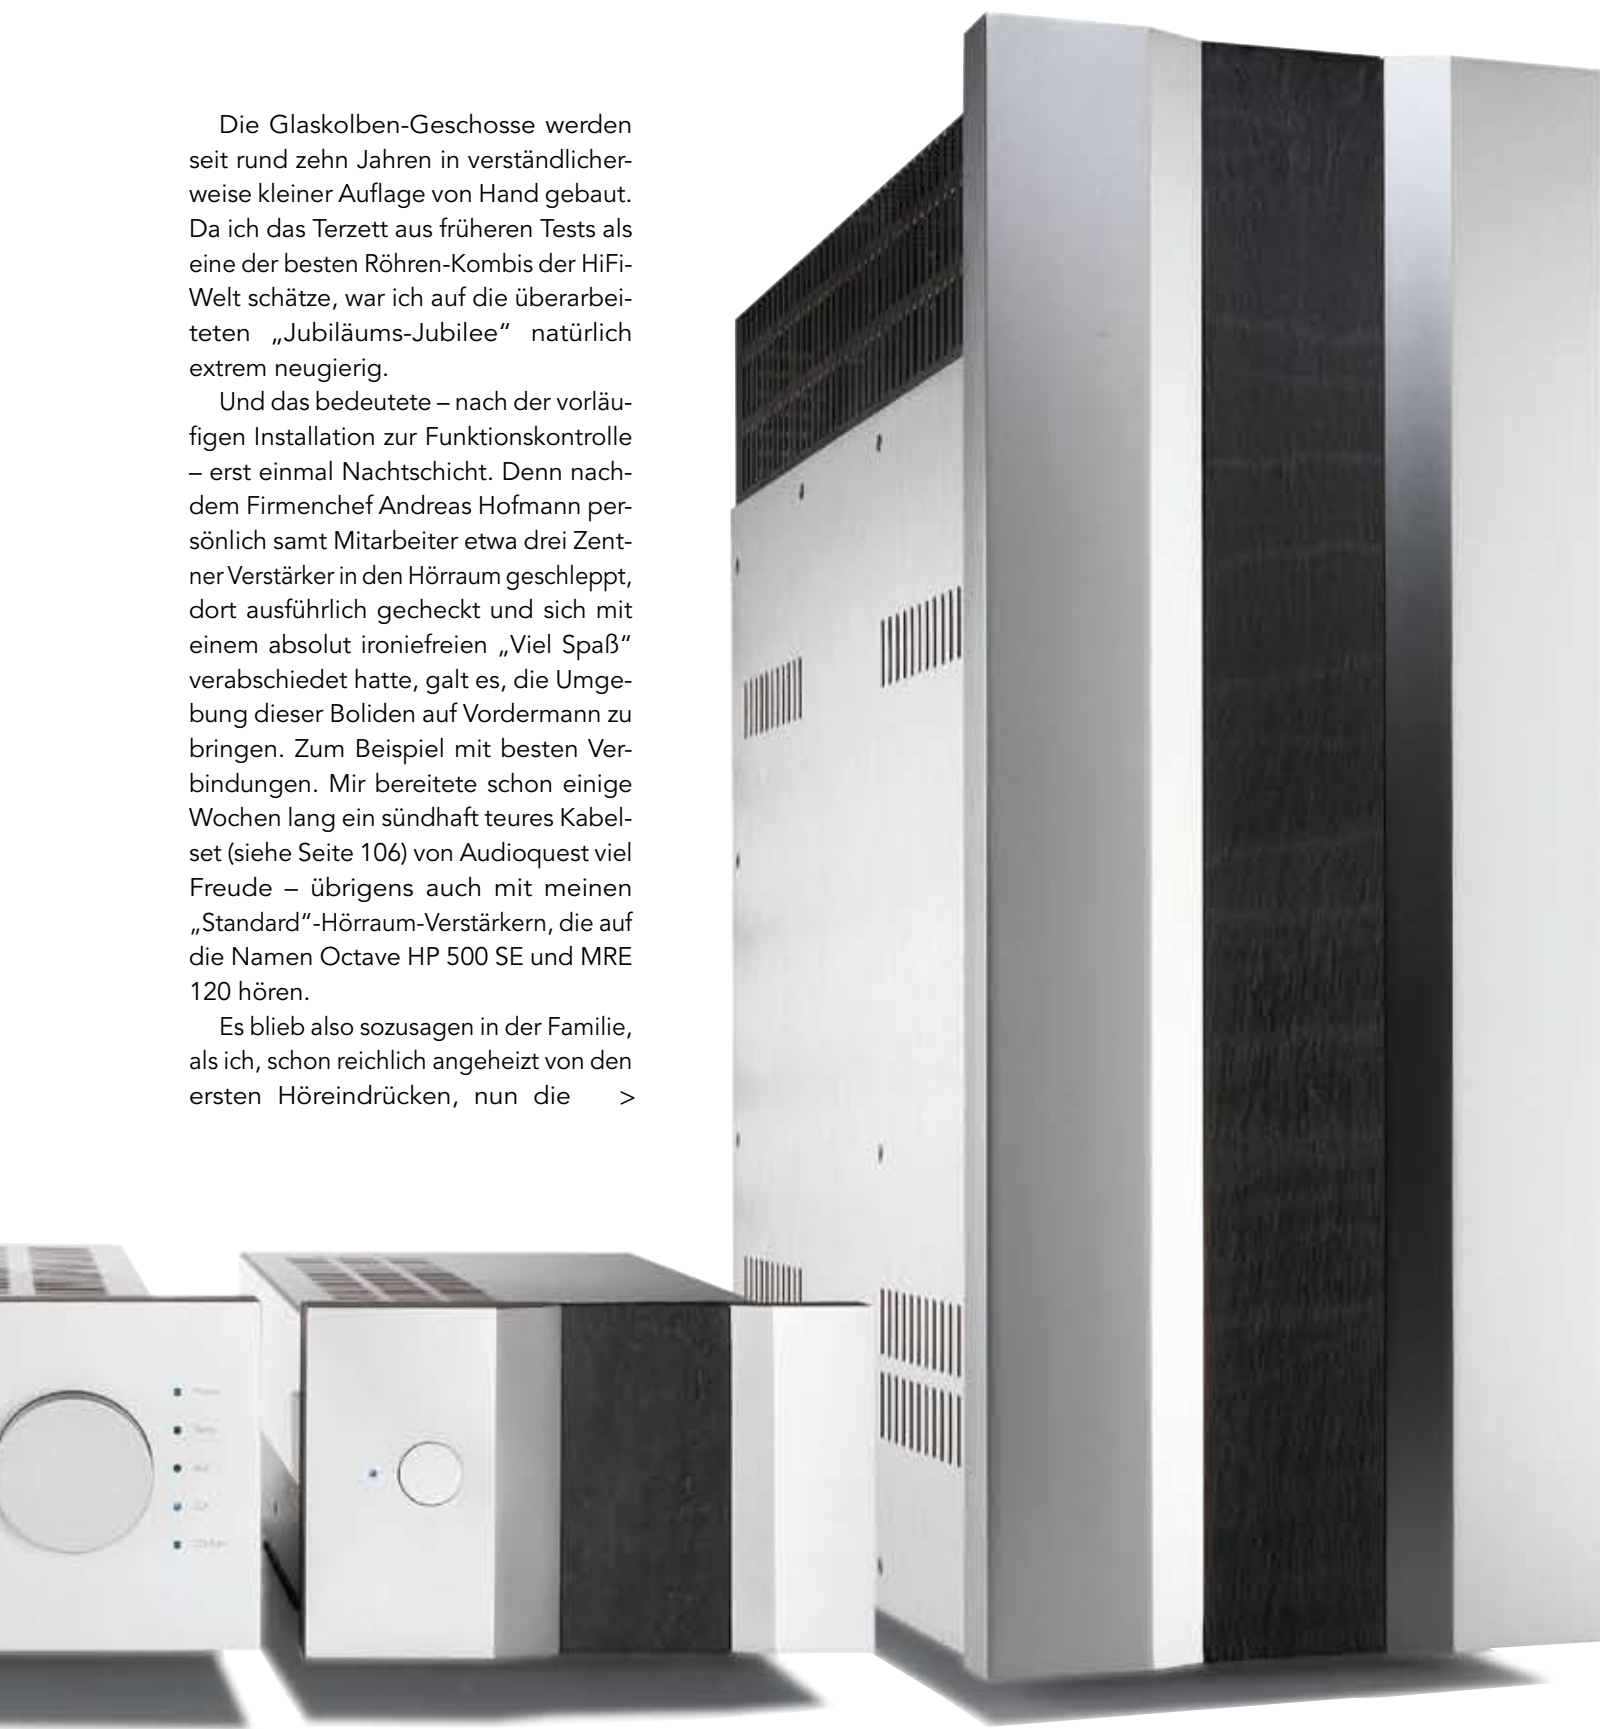 Die Glaskolben-Geschosse werden
seit rund zehn Jahren in verständlicher-
weise kleiner Auflage von Hand gebaut.
Da ich das Terzett aus früheren Tests als
eine der besten Röhren-Kombis der HiFi-
Welt schätze, war ich auf die überarbei-
teten „Jubiläums-Jubilee“ natürlich
extrem neugierig.
Und das bedeutete – nach der vorläu-
figen Installation zur Funktionskontrolle
– erst einmal Nachtschicht. Denn nach-
dem Firmenchef Andreas Hofmann per-
sönlich samt Mitarbeiter etwa drei Zent-
ner Verstärker in den Hörraum geschleppt,
dort ausführlich gecheckt und sich mit
einem absolut ironiefreien „Viel Spaß“
verabschiedet hatte, galt es, die Umge-
bung dieser Boliden auf Vordermann zu
bringen. Zum Beispiel mit besten Ver-
bindungen. Mir bereitete schon einige
Wochen lang ein sündhaft teures Kabel-
set (siehe Seite 106) von Audioquest viel
Freude – übrigens auch mit meinen
„Standard“-Hörraum-Verstärkern, die auf
die Namen Octave HP 500 SE und MRE
120 hören.
Es blieb also sozusagen in der Familie,
als ich, schon reichlich angeheizt von den
ersten Höreindrücken, nun die >